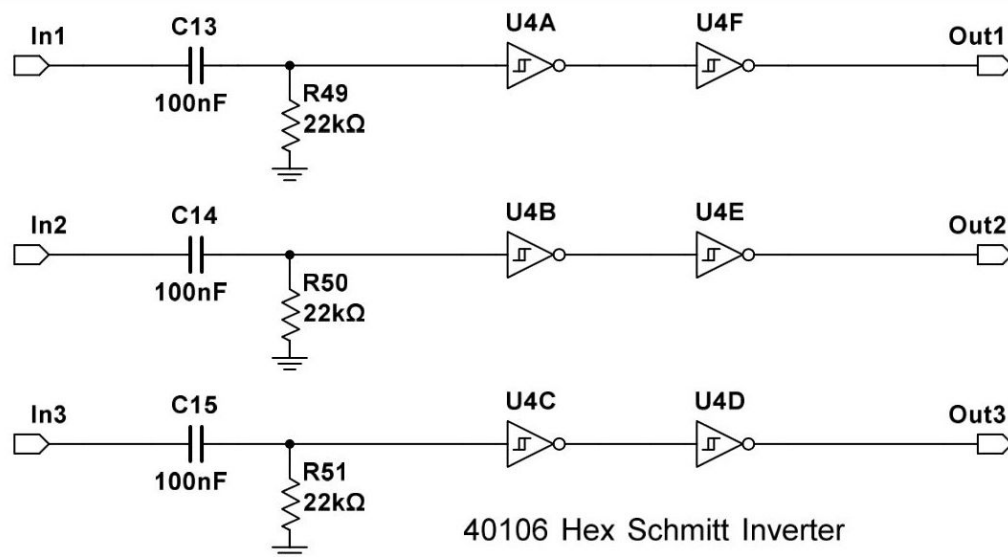 In1 C13 U4A U4F Out1
100nF R49
22kΩ
In2 C14 U4B U4E Out2
100nF R50
22kΩ
In3 C15 U4C U4D Out3
100nF R51
22kΩ
40106 Hex Schmitt Inverter